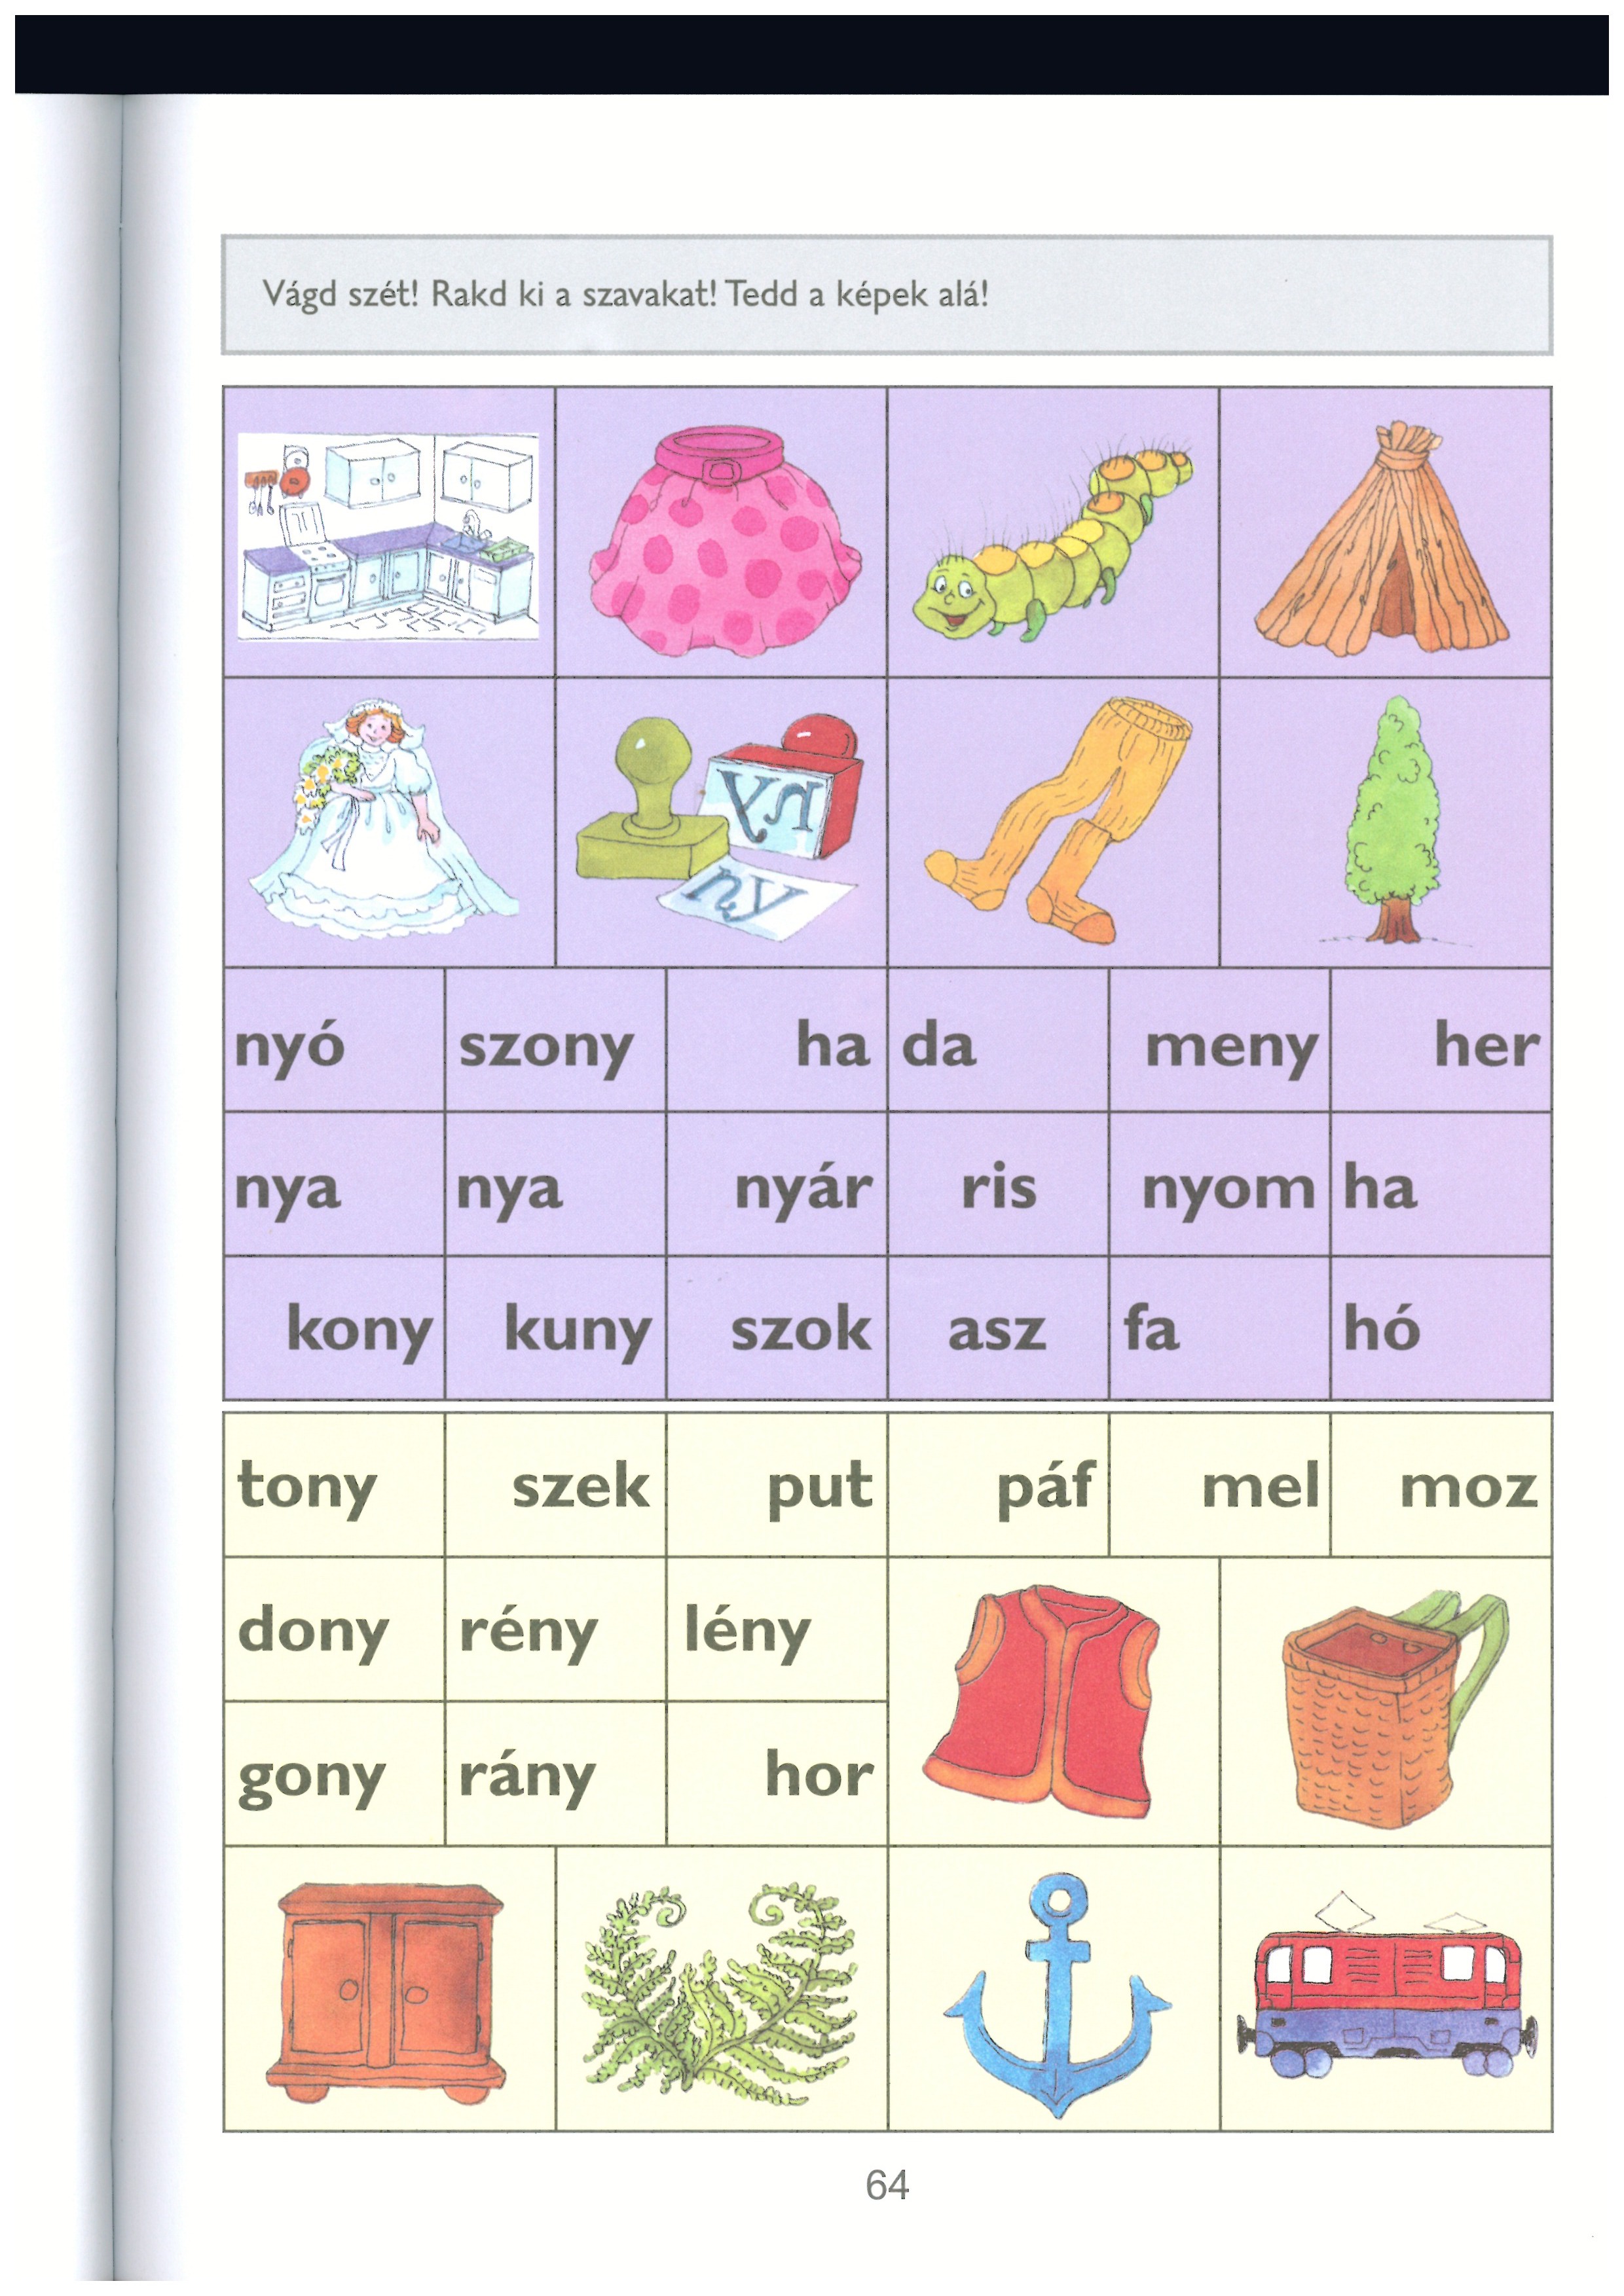 Vágd szét! Rakd ki a szavakat! Tedd a képek alá!
ny
ny
nyó szony ha da meny her
nya nya nyár ris nyom ha
kony kuny szok asz fa hó
tony szek put páf mel moz
dony rény lény
gony rány hor
64